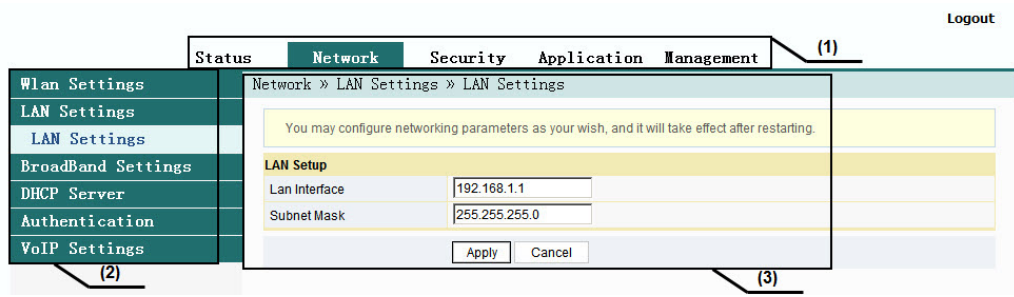 Logout
Status Network Security Application Management (1)
Wlan Settings
LAN Settings
LAN Settings
BroadBand Settings
DHCP Server
Authentication
VoIP Settings
(2)
Network » LAN Settings » LAN Settings
You may configure networking parameters as your wish, and it will take effect after restarting.
LAN Setup
Lan Interface 192.168.1.1
Subnet Mask 255.255.255.0
Apply Cancel
(3)